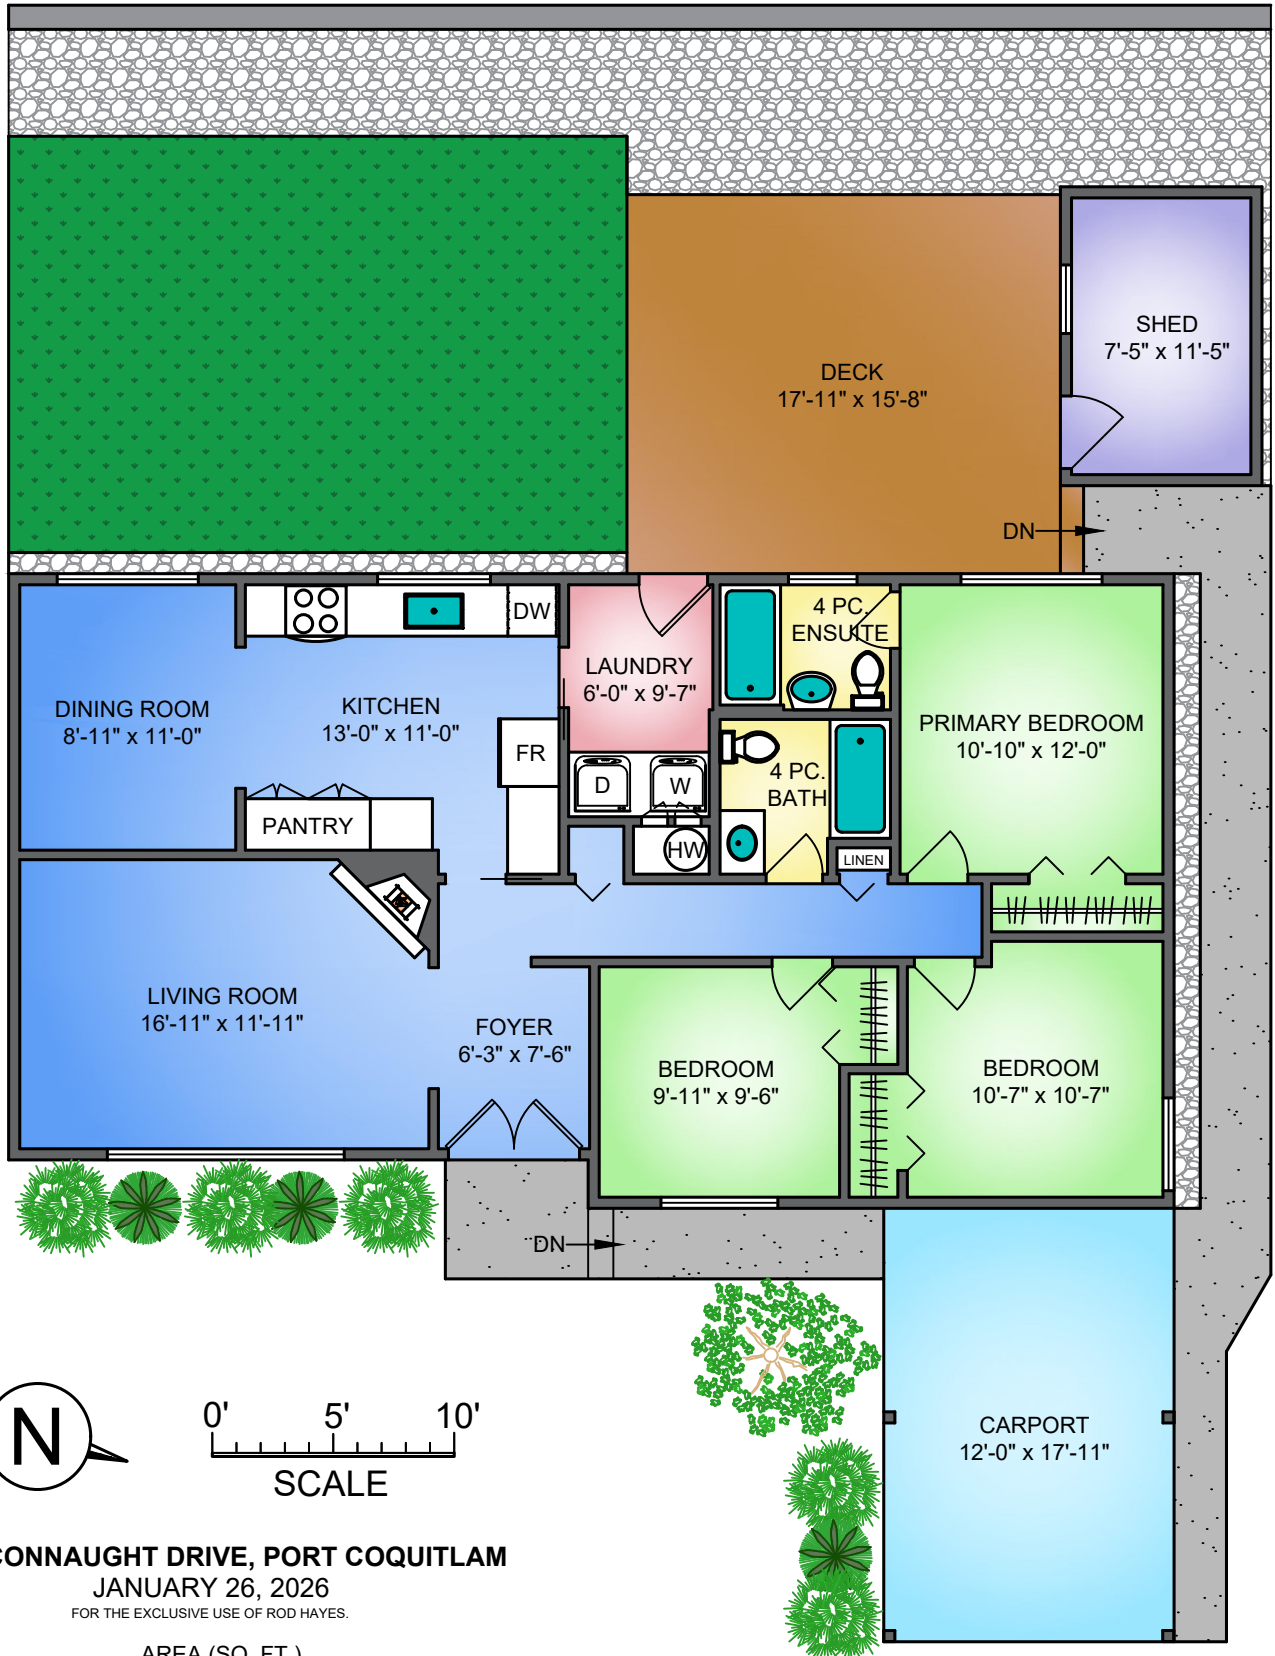 SHED
7'-5" x 11'-5"
DECK
17'-11" x 15'-8"
DN
DW
4 PC.
ENSUITE
LAUNDRY
6'-0" x 9'-7"
DINING ROOM
8'-11" x 11'-0"
KITCHEN
13'-0" x 11'-0"
PRIMARY BEDROOM
10'-10" x 12'-0"
FR
D
W
4 PC.
BATH
PANTRY
HW
LINEN
LIVING ROOM
16'-11" x 11'-11"
FOYER
6'-3" x 7'-6"
BEDROOM
9'-11" x 9'-6"
BEDROOM
10'-7" x 10'-7"
DN
N
0' 5' 10'
SCALE
CARPORT
12'-0" x 17'-11"
CONNAUGHT DRIVE, PORT COQUITLAM
JANUARY 26, 2026
FOR THE EXCLUSIVE USE OF ROD HAYES.
AREA (SQ. FT.)